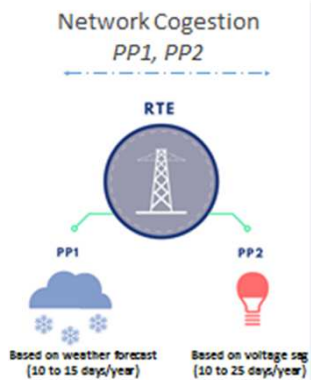 Network Cogestion
PP1, PP2
RTE
PP1
PP2
Based on weather forecast
(10 to 15 days/year)
Based on voltage sag
(10 to 25 days/year)